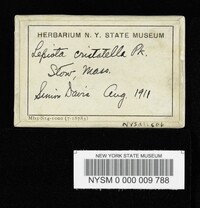 HERBARIUM N. Y. STATE MUSEUM
Lepiota cristatella Pk.
Stow, Mass.
Simon Davis Aug. 1911
NEW YORK STATE MUSEUM
NYSM 0 000 009 788